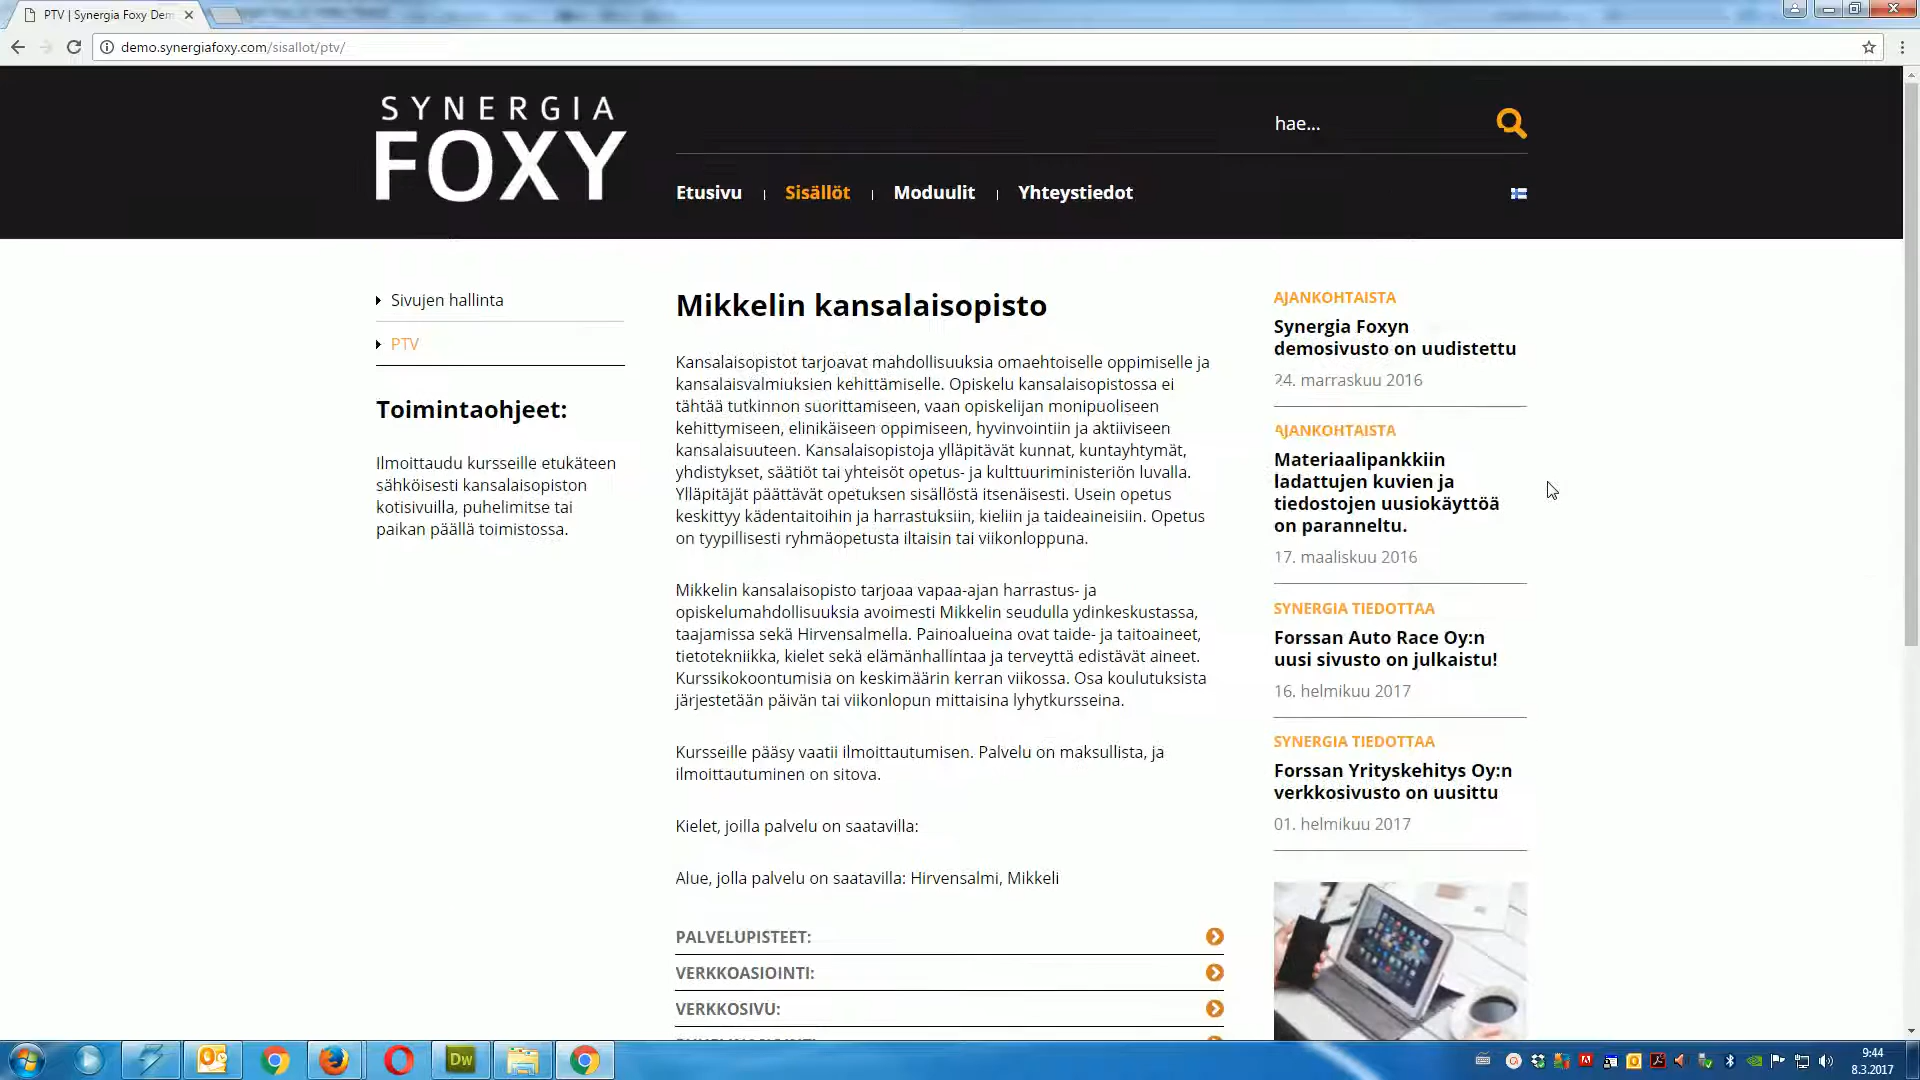 PTV | Synergia Foxy Dem
demo.synergiafoxy.com/sisallot/ptv/
SYNERGIA
FOXY
hae...
Etusivu
Sisällöt
Moduulit
Yhteystiedot
Sivujen hallinta
PTV
Toimintaohjeet:
Ilmoittaudu kursseille etukäteen
sähköisesti kansalaisopiston
kotisivuilla, puhelimitse tai
paikan päällä toimistossa.
Mikkelin kansalaisopisto
Kansalaisopistot tarjoavat mahdollisuuksia omaehtoiselle oppimiselle ja
kansalaisvalmiuksien kehittämiselle. Opiskelu kansalaisopistossa ei
tähtää tutkinnon suorittamiseen, vaan opiskelijan monipuoliseen
kehittymiseen, elinikäiseen oppimiseen, hyvinvointiin ja aktiiviseen
kansalaisuuteen. Kansalaisopistoja ylläpitävät kunnat, kuntayhtymät,
yhdistykset, säätiöt tai yhteisöt opetus- ja kulttuuriministeriön luvalla.
Ylläpitäjät päättävät opetuksen sisällöstä itsenäisesti. Usein opetus
keskittyy kädentaitoihin ja harrastuksiin, kieliin ja taideaineisiin. Opetus
on tyypillisesti ryhmäopetusta iltaisin tai viikonloppuna.
Mikkelin kansalaisopisto tarjoaa vapaa-ajan harrastus- ja
opiskelumahdollisuuksia avoimesti Mikkelin seudulla ydinkeskustassa,
taajamissa sekä Hirvensalmella. Painoalueina ovat taide- ja taitoaineet,
tietotekniikka, kielet sekä elämänhallintaa ja terveyttä edistävät aineet.
Kurssikokoontumisia on keskimäärin kerran viikossa. Osa koulutuksista
järjestetään päivän tai viikonlopun mittaisina lyhytkursseina.
Kursseille pääsy vaatii ilmoittautumisen. Palvelu on maksullista, ja
ilmoittautuminen on sitova.
Kielet, joilla palvelu on saatavilla:
Alue, jolla palvelu on saatavilla: Hirvensalmi, Mikkeli
PALVELUPISTEET:
VERKKOASIOINTI:
VERKKOSIVU:
AJANKOHTAISTA
Synergia Foxyn
demosivusto on uudistettu
24. marraskuu 2016
AJANKOHTAISTA
Materiaalipankkiin
ladattujen kuvien ja
tiedostojen uusiokäyttöä
on paranneltu.
17. maaliskuu 2016
SYNERGIA TIEDOTTAA
Forssan Auto Race Oy:n
uusi sivusto on julkaistu!
16. helmikuu 2017
SYNERGIA TIEDOTTAA
Forssan Yrityskehitys Oy:n
verkkosivusto on uusittu
01. helmikuu 2017
Dw
9:44
8.3.2017